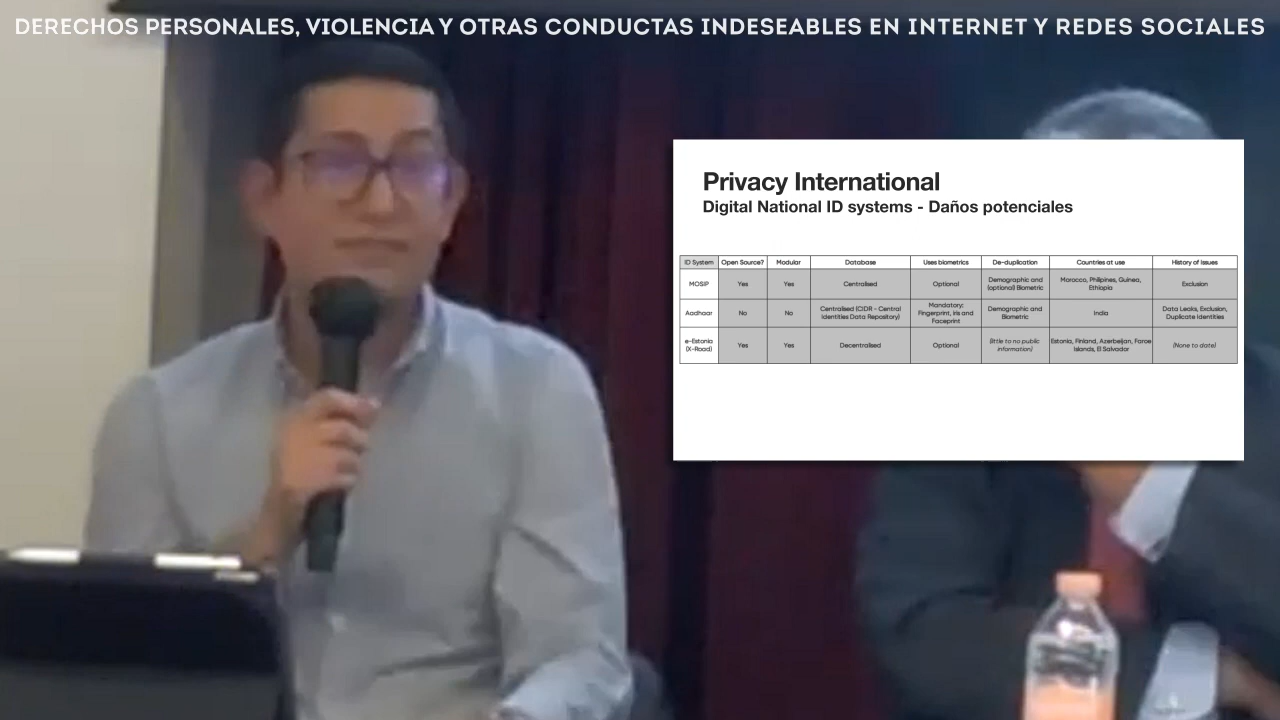 DERECHOS PERSONALES, VIOLENCIA Y OTRAS CONDUCTAS INDESEABLES EN INTERNET Y REDES SOCIALES
Privacy International
Digital National ID systems - Daños potenciales
ID System Open Source? Modular Database Uses biometrics De-duplication Countries at use History of Issues
MOSIP Yes Yes Centralised Optional Demographic and (optional) Biometric Morocco, Philipines, Guinea, Ethiopia Exclusion
Aadhaar No No Centralised (CIDR - Central Identities Data Repository) Mandatory: Fingerprint, Iris and Faceprint Demographic and Biometric India Data Leaks, Exclusion, Duplicate Identities
e-Estonia (X-Road) Yes Yes Decentralised Optional (little to no public information) Estonia, Finland, Azerbaijan, Faroe Islands, El Salvador (None to date)